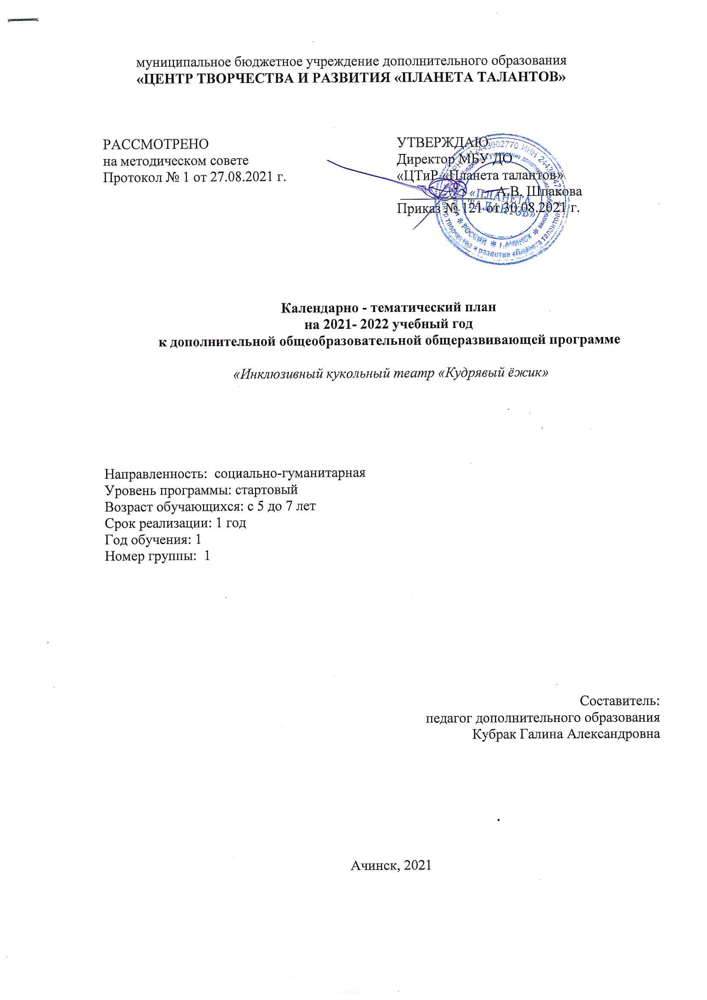 муниципальное бюджетное учреждение дополнительного образования
«ЦЕНТР ТВОРЧЕСТВА И РАЗВИТИЯ «ПЛАНЕТА ТАЛАНТОВ»
РАССМОТРЕНО
на методическом совете
Протокол № 1 от 27.08.2021 г.
УТВЕРЖДАЮ
Директор МБУ ДО
«ЦТиР «Планета талантов»
А.В. Шпакова
Приказ № 121 от 30.08.2021 г.
«ПЛАНЕТА
ТАЛАНТОВ»
РОССИЯ * г.АЧИНСК *
Календарно - тематический план
на 2021- 2022 учебный год
к дополнительной общеобразовательной общеразвивающей программе
«Инклюзивный кукольный театр «Кудрявый ёжик»
Направленность: социально-гуманитарная
Уровень программы: стартовый
Возраст обучающихся: с 5 до 7 лет
Срок реализации: 1 год
Год обучения: 1
Номер группы: 1
Составитель:
педагог дополнительного образования
Кубрак Галина Александровна
Ачинск, 2021